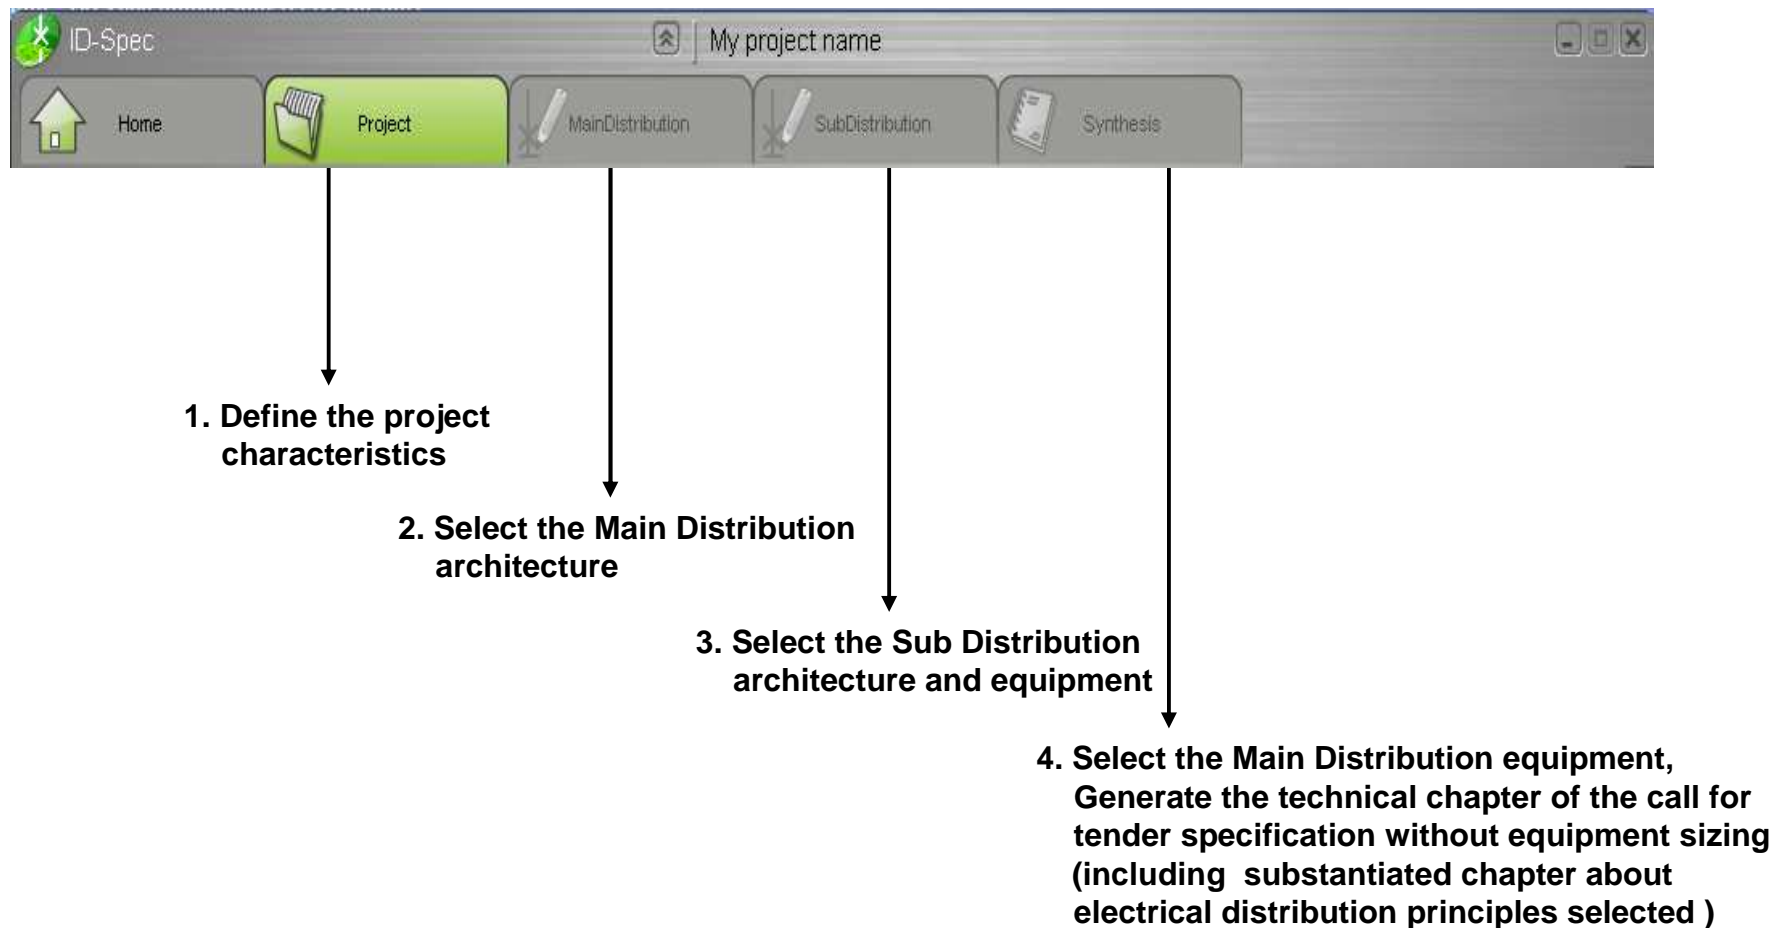 ID-Spec
My project name
Home
Project
MainDistribution
SubDistribution
Synthesis
1. Define the project
characteristics
2. Select the Main Distribution
architecture
3. Select the Sub Distribution
architecture and equipment
4. Select the Main Distribution equipment,
Generate the technical chapter of the call for
tender specification without equipment sizing
(including substantiated chapter about
electrical distribution principles selected )